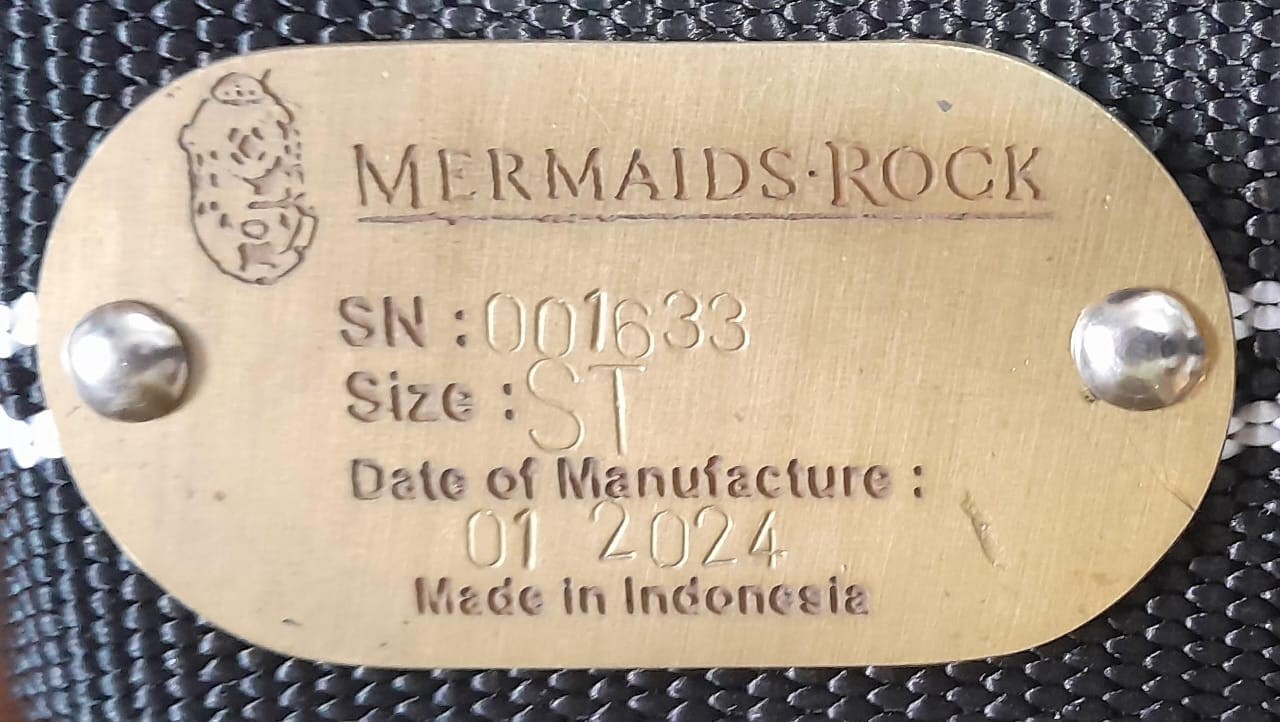 MERMAIDS·ROCK
SN : 001633
Size : ST
Date of Manufacture :
01 2024
Made in Indonesia